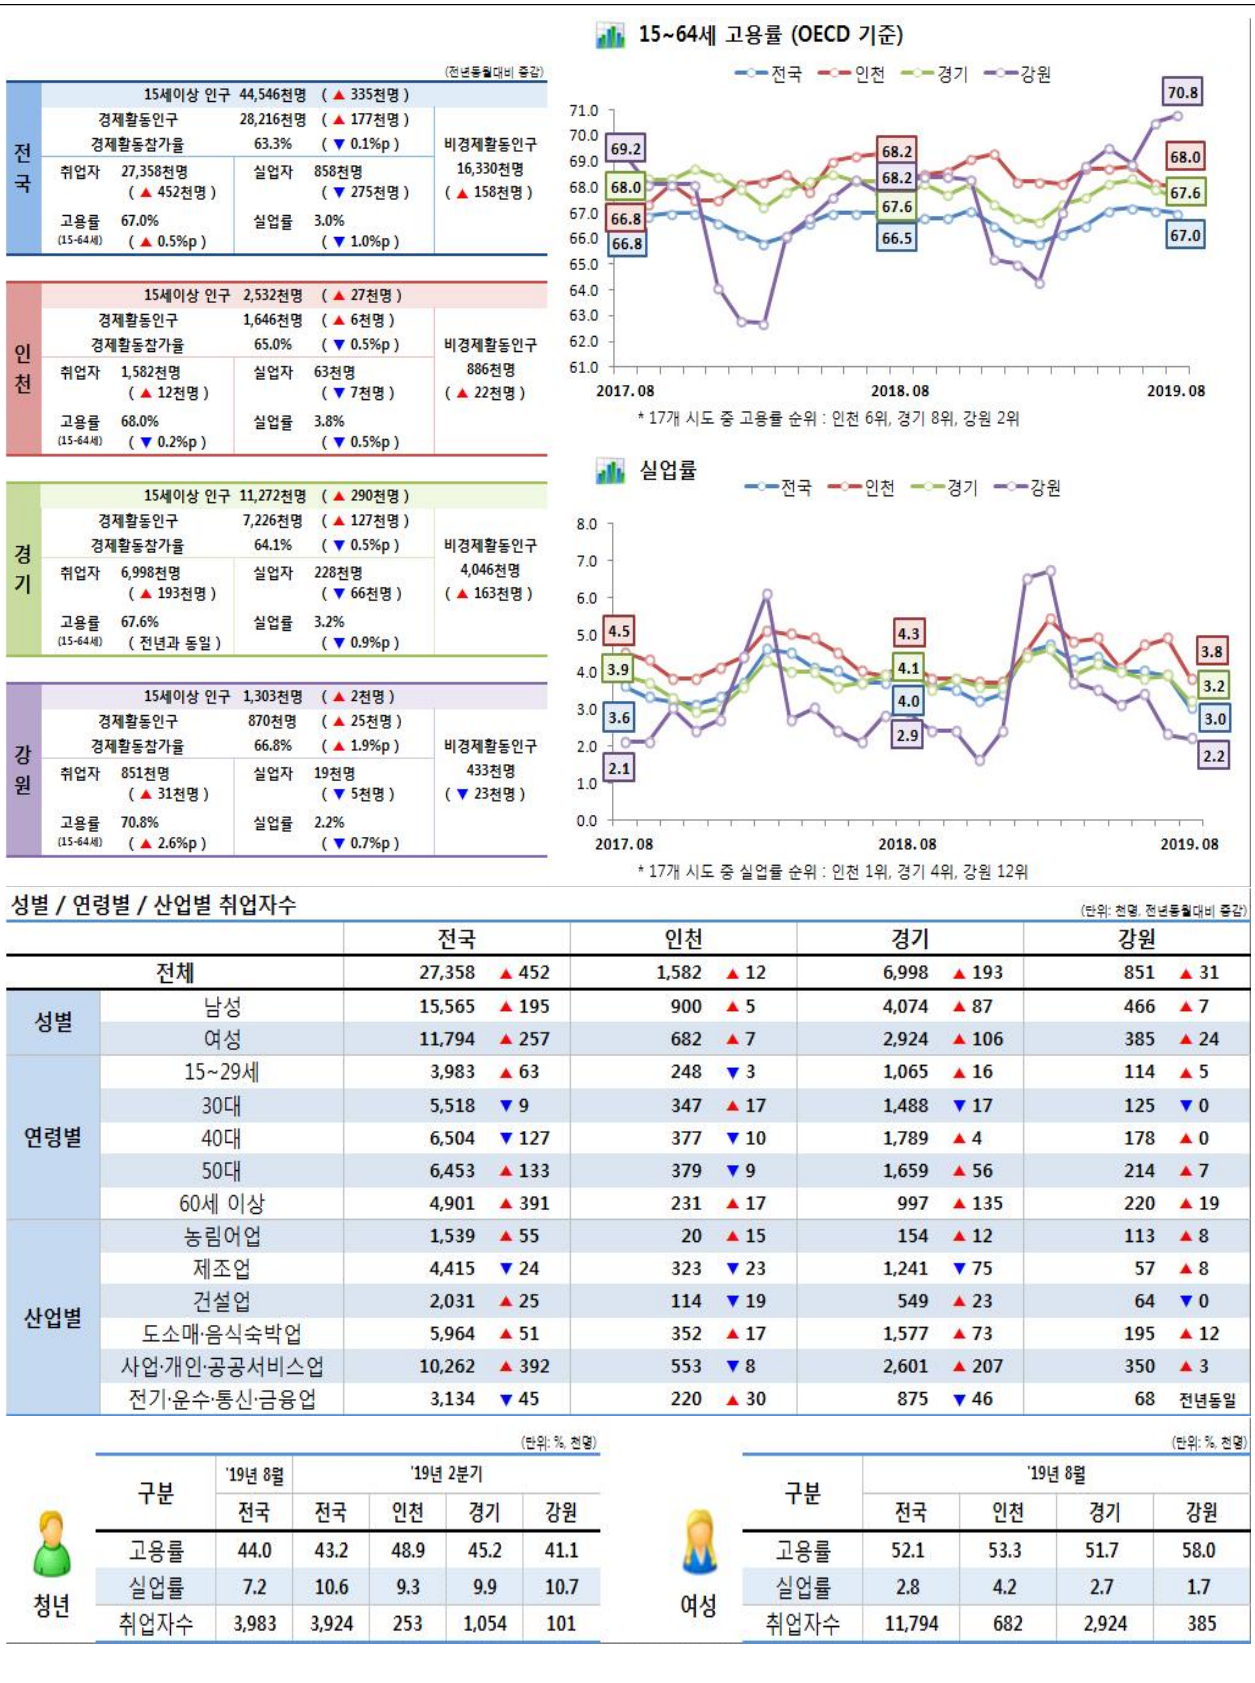 (전년동월대비 증감)
전국
15세이상 인구 44,546천명 ( ▲ 335천명 )
경제활동인구 28,216천명 ( ▲ 177천명 )
경제활동참가율 63.3% ( ▼ 0.1%p )
비경제활동인구
16,330천명
( ▲ 158천명 )
취업자 27,358천명 실업자 858천명
( ▲ 452천명 ) ( ▼ 275천명 )
고용률 67.0% 실업률 3.0%
(15-64세) ( ▲ 0.5%p ) ( ▼ 1.0%p )
인천
15세이상 인구 2,532천명 ( ▲ 27천명 )
경제활동인구 1,646천명 ( ▲ 6천명 )
경제활동참가율 65.0% ( ▼ 0.5%p )
비경제활동인구
886천명
( ▲ 22천명 )
취업자 1,582천명 실업자 63천명
( ▲ 12천명 ) ( ▼ 7천명 )
고용률 68.0% 실업률 3.8%
(15-64세) ( ▼ 0.2%p ) ( ▼ 0.5%p )
경기
15세이상 인구 11,272천명 ( ▲ 290천명 )
경제활동인구 7,226천명 ( ▲ 127천명 )
경제활동참가율 64.1% ( ▼ 0.5%p )
비경제활동인구
4,046천명
( ▲ 163천명 )
취업자 6,998천명 실업자 228천명
( ▲ 193천명 ) ( ▼ 66천명 )
고용률 67.6% 실업률 3.2%
(15-64세) ( 전년과 동일 ) ( ▼ 0.9%p )
강원
15세이상 인구 1,303천명 ( ▲ 2천명 )
경제활동인구 870천명 ( ▲ 25천명 )
경제활동참가율 66.8% ( ▲ 1.9%p )
비경제활동인구
433천명
( ▼ 23천명 )
취업자 851천명 실업자 19천명
( ▲ 31천명 ) ( ▼ 5천명 )
고용률 70.8% 실업률 2.2%
(15-64세) ( ▲ 2.6%p ) ( ▼ 0.7%p )
15~64세 고용률 (OECD 기준)
전국 인천 경기 강원
71.0
70.0
69.0
68.0
67.0
66.0
65.0
64.0
63.0
62.0
61.0
69.2
68.0
66.8
66.8
68.2
68.2
67.6
66.5
70.8
68.0
67.6
67.0
2017. 08 2018. 08 2019. 08
* 17개 시도 중 고용률 순위 : 인천 6위, 경기 8위, 강원 2위
실업률
전국 인천 경기 강원
8.0
7.0
6.0
5.0
4.0
3.0
2.0
1.0
0.0
4.5
3.9
3.6
2.1
4.3
4.1
4.0
2.9
3.8
3.2
3.0
2.2
2017. 08 2018. 08 2019. 08
* 17개 시도 중 실업률 순위 : 인천 1위, 경기 4위, 강원 12위
성별 / 연령별 / 산업별 취업자수
(단위: 천명, 전년동월대비 증감)
전국 인천 경기 강원
전체 27,358 ▲ 452 1,582 ▲ 12 6,998 ▲ 193 851 ▲ 31
성별
남성 15,565 ▲ 195 900 ▲ 5 4,074 ▲ 87 466 ▲ 7
여성 11,794 ▲ 257 682 ▲ 7 2,924 ▲ 106 385 ▲ 24
연령별
15~29세 3,983 ▲ 63 248 ▼ 3 1,065 ▲ 16 114 ▲ 5
30대 5,518 ▼ 9 347 ▲ 17 1,488 ▼ 17 125 ▼ 0
40대 6,504 ▼ 127 377 ▼ 10 1,789 ▲ 4 178 ▲ 0
50대 6,453 ▲ 133 379 ▼ 9 1,659 ▲ 56 214 ▲ 7
60세 이상 4,901 ▲ 391 231 ▲ 17 997 ▲ 135 220 ▲ 19
산업별
농림어업 1,539 ▲ 55 20 ▲ 15 154 ▲ 12 113 ▲ 8
제조업 4,415 ▼ 24 323 ▼ 23 1,241 ▼ 75 57 ▲ 8
건설업 2,031 ▲ 25 114 ▼ 19 549 ▲ 23 64 ▼ 0
도소매·음식숙박업 5,964 ▲ 51 352 ▲ 17 1,577 ▲ 73 195 ▲ 12
사업·개인·공공서비스업 10,262 ▲ 392 553 ▼ 8 2,601 ▲ 207 350 ▲ 3
전기·운수·통신·금융업 3,134 ▼ 45 220 ▲ 30 875 ▼ 46 68 전년동일
(단위: %, 천명)
청년
구분 '19년 8월 '19년 2분기
전국 전국 인천 경기 강원
고용률 44.0 43.2 48.9 45.2 41.1
실업률 7.2 10.6 9.3 9.9 10.7
취업자수 3,983 3,924 253 1,054 101
(단위: %, 천명)
여성
구분 '19년 8월
전국 인천 경기 강원
고용률 52.1 53.3 51.7 58.0
실업률 2.8 4.2 2.7 1.7
취업자수 11,794 682 2,924 385